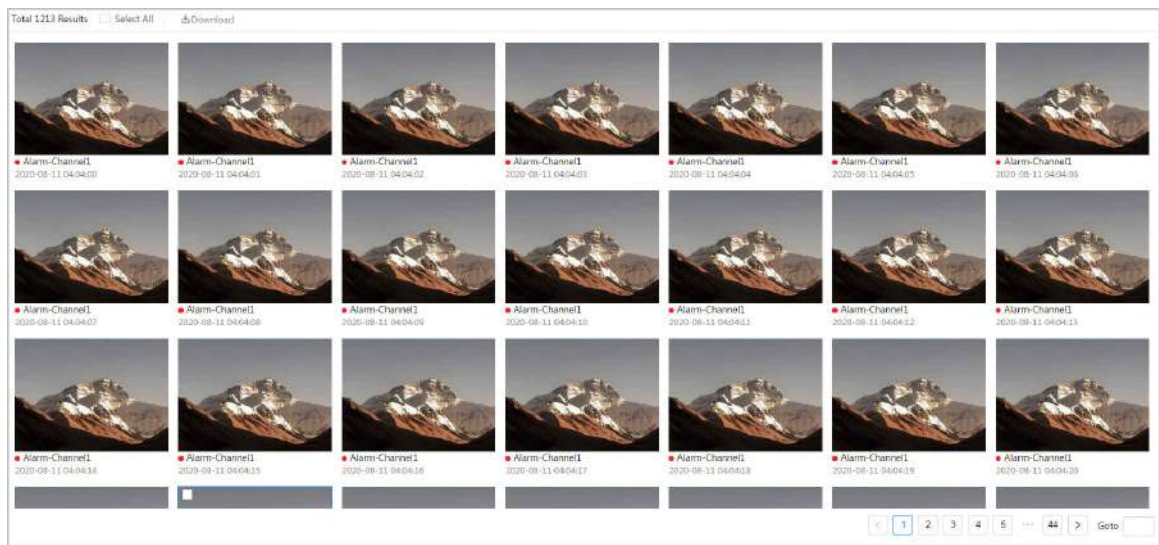 Total 1213 Results Select All Download
Alarm-Channel1 Alarm-Channel1 Alarm-Channel1 Alarm-Channel1 Alarm-Channel1 Alarm-Channel1 Alarm-Channel1
2020-08-11 04:04:00 2020-08-11 04:04:01 2020-08-11 04:04:02 2020-08-11 04:04:03 2020-08-11 04:04:04 2020-08-11 04:04:05 2020-08-11 04:04:06
Alarm-Channel1 Alarm-Channel1 Alarm-Channel1 Alarm-Channel1 Alarm-Channel1 Alarm-Channel1 Alarm-Channel1
2020-08-11 04:04:07 2020-08-11 04:04:08 2020-08-11 04:04:09 2020-08-11 04:04:10 2020-08-11 04:04:11 2020-08-11 04:04:12 2020-08-11 04:04:13
Alarm-Channel1 Alarm-Channel1 Alarm-Channel1 Alarm-Channel1 Alarm-Channel1 Alarm-Channel1 Alarm-Channel1
2020-08-11 04:04:14 2020-08-11 04:04:15 2020-08-11 04:04:16 2020-08-11 04:04:17 2020-08-11 04:04:18 2020-08-11 04:04:19 2020-08-11 04:04:20
< 1 2 3 4 5 ··· 44 > Goto